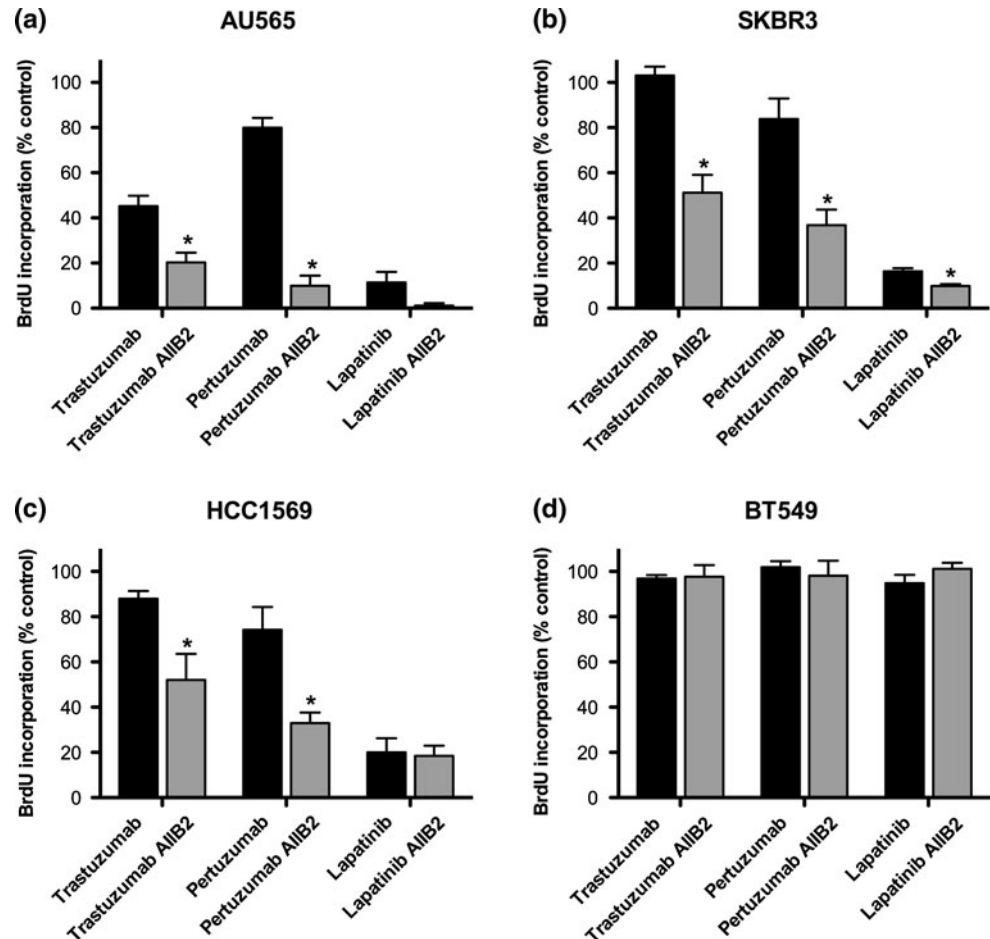 (a) AU565
BrdU incorporation (% control)
100
80
60
40
20
0
*
*
Trastuzumab
Trastuzumab AIIB2
Pertuzumab
Pertuzumab AIIB2
Lapatinib
Lapatinib AIIB2
(b) SKBR3
BrdU incorporation (% control)
100
80
60
40
20
0
*
*
*
Trastuzumab
Trastuzumab AIIB2
Pertuzumab
Pertuzumab AIIB2
Lapatinib
Lapatinib AIIB2
(c) HCC1569
BrdU incorporation (% control)
100
80
60
40
20
0
*
*
Trastuzumab
Trastuzumab AIIB2
Pertuzumab
Pertuzumab AIIB2
Lapatinib
Lapatinib AIIB2
(d) BT549
BrdU incorporation (% control)
100
80
60
40
20
0
Trastuzumab
Trastuzumab AIIB2
Pertuzumab
Pertuzumab AIIB2
Lapatinib
Lapatinib AIIB2